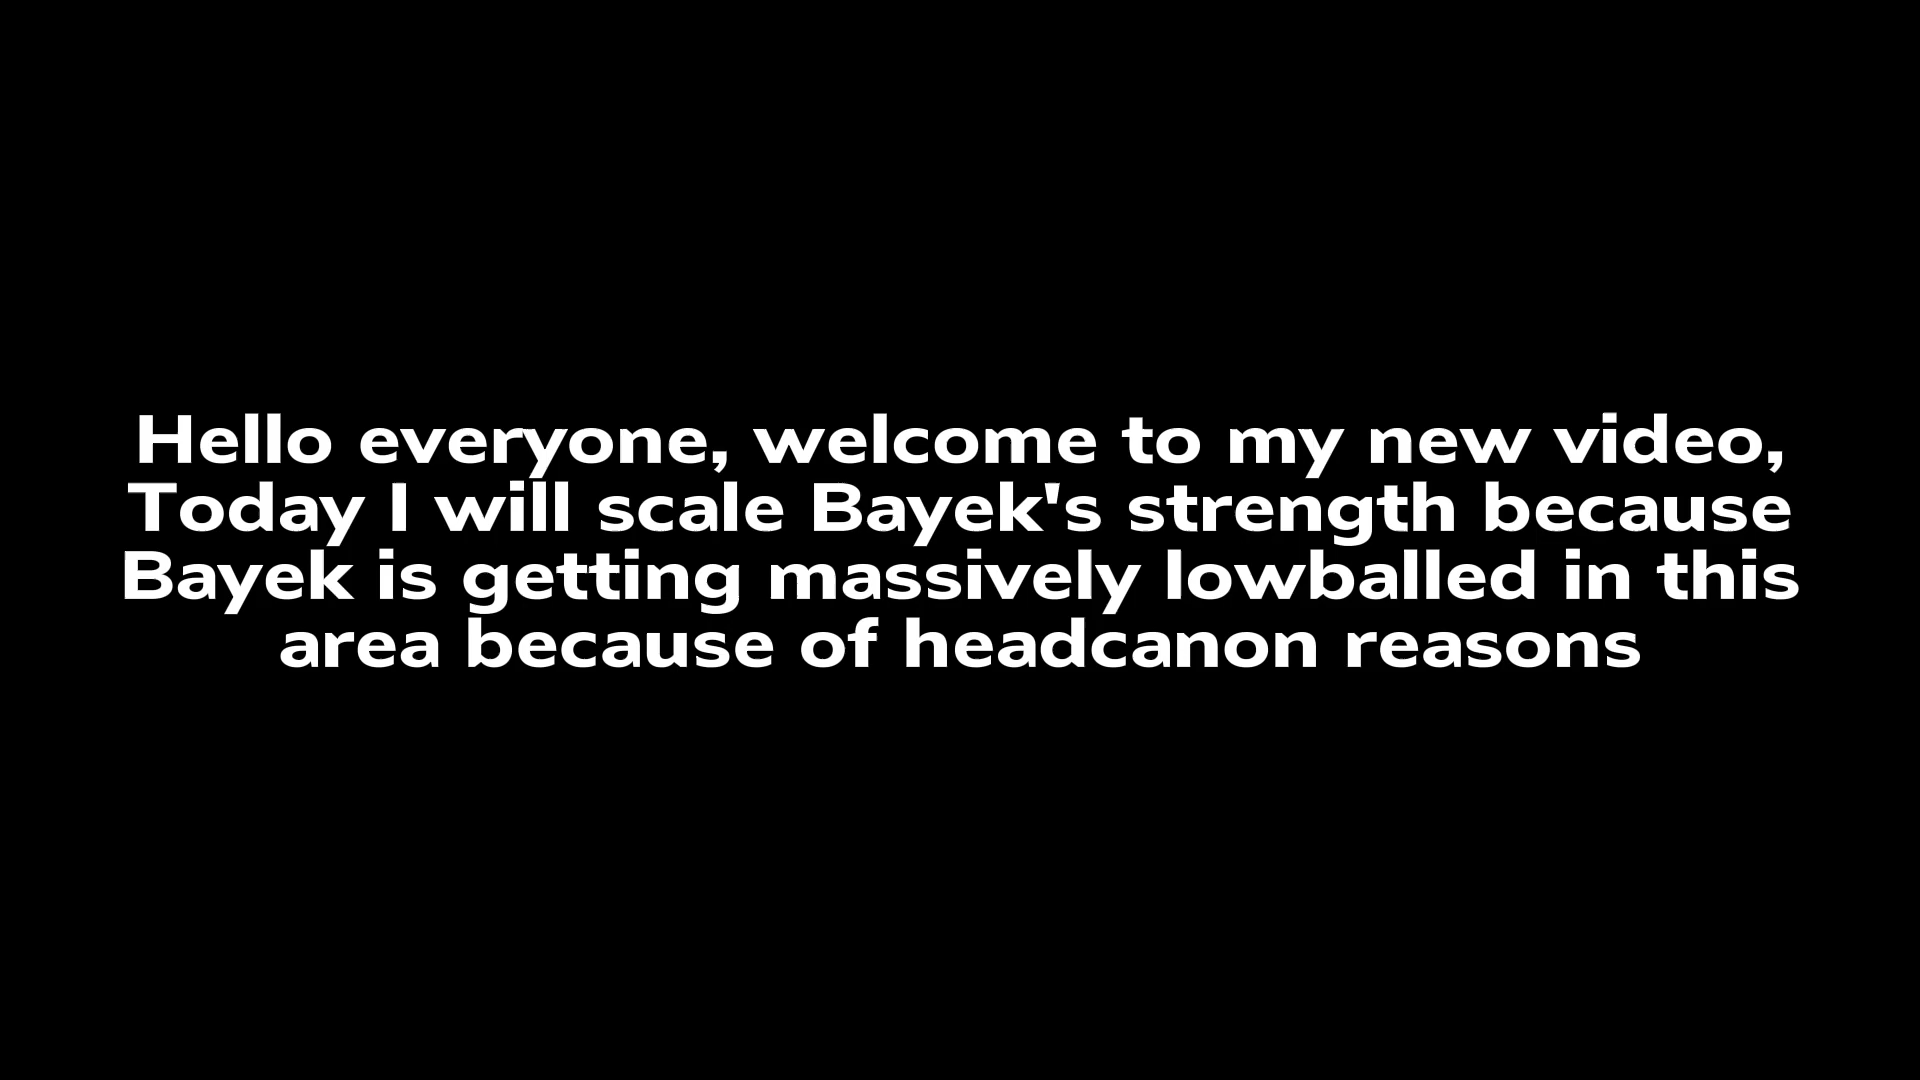 Hello everyone, welcome to my new video,
Today I will scale Bayek's strength because
Bayek is getting massively lowballed in this
area because of headcanon reasons